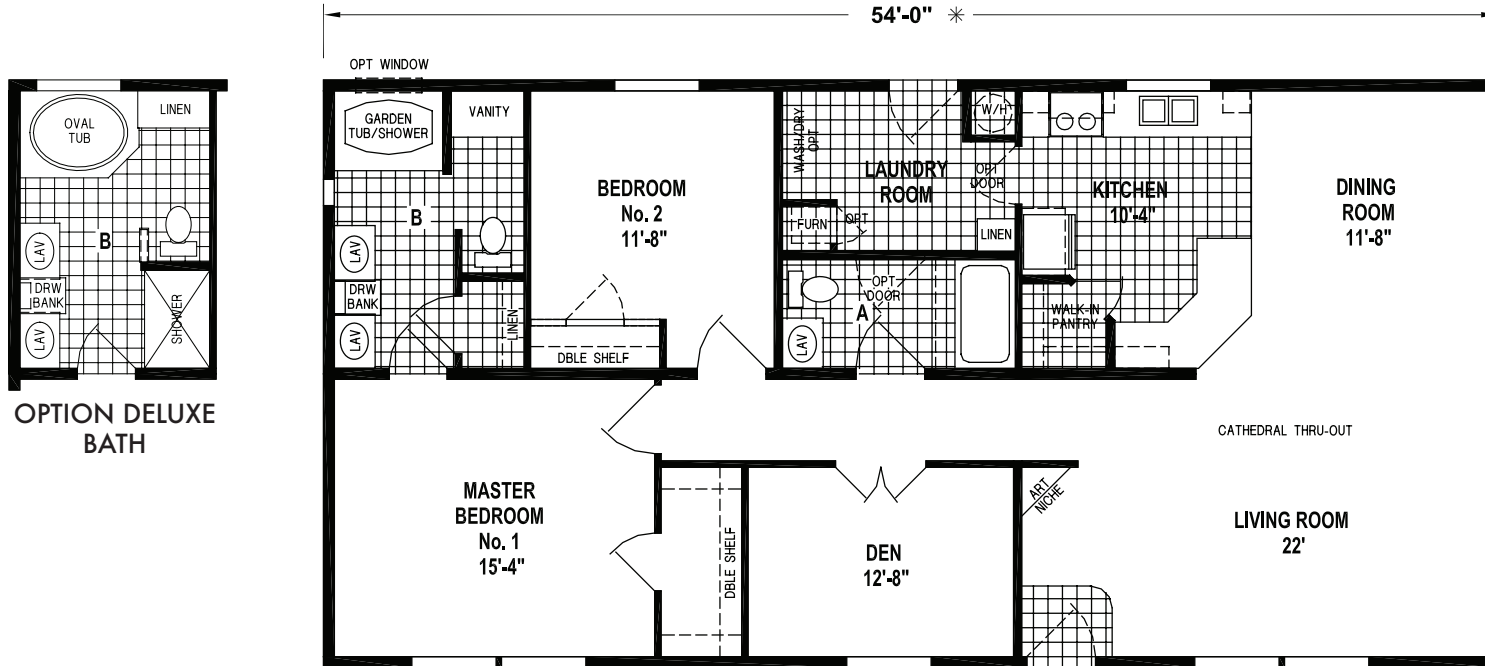 54'-0" ✳
OPT WINDOW
OVAL
TUB
LINEN
B
LAV
DRW
BANK
LAV
SHOWER
OPTION DELUXE
BATH
GARDEN
TUB/SHOWER
VANITY
B
LAV
DRW
BANK
LAV
LINEN
BEDROOM
No. 2
11'-8"
DBLE SHELF
WASH/DRY
OPT
W/H
LAUNDRY
ROOM
OPT
DOOR
FURN
OPT
LINEN
OPT
DOOR
A
LAV
KITCHEN
10'-4"
WALK-IN
PANTRY
DINING
ROOM
11'-8"
CATHEDRAL THRU-OUT
MASTER
BEDROOM
No. 1
15'-4"
DBLE SHELF
DEN
12'-8"
ART
NICHE
LIVING ROOM
22'